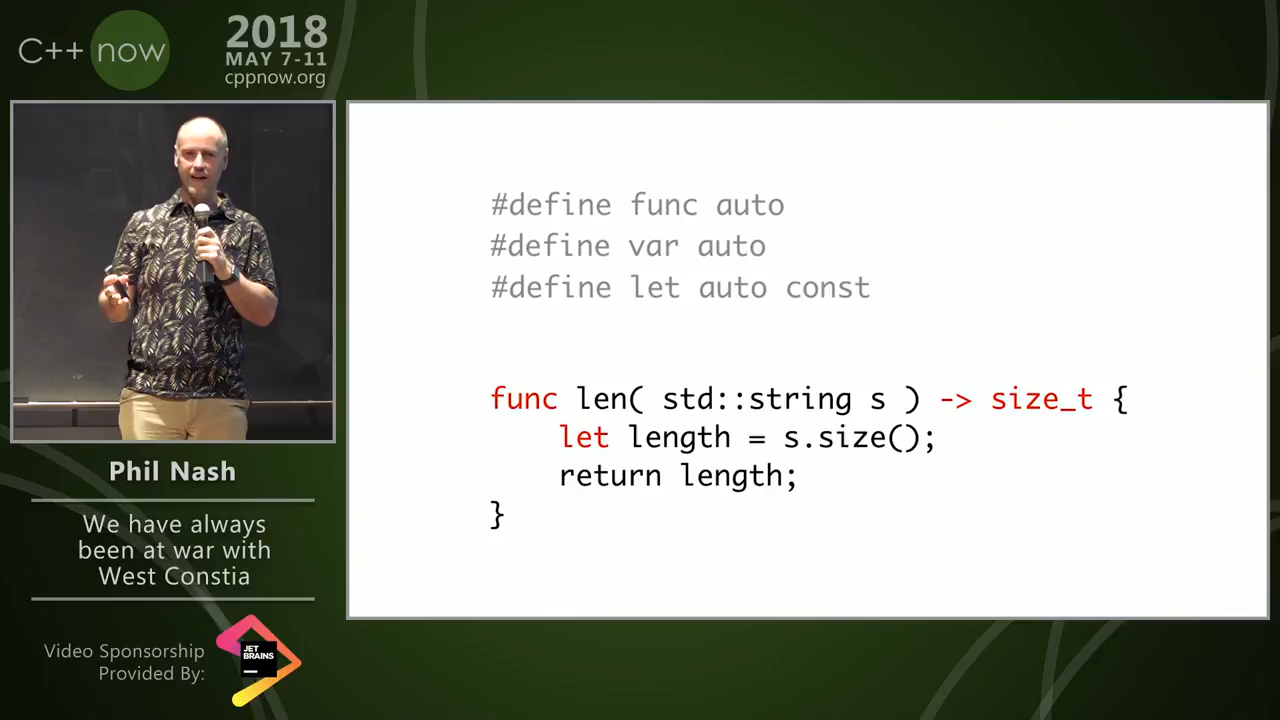 C++ now
2018
MAY 7-11
cppnow.org
#define func auto
#define var auto
#define let auto const
func len( std::string s ) -> size_t {
    let length = s.size();
    return length;
}
Phil Nash
We have always
been at war with
West Constia
Video Sponsorship
Provided By:
JET
BRAINS